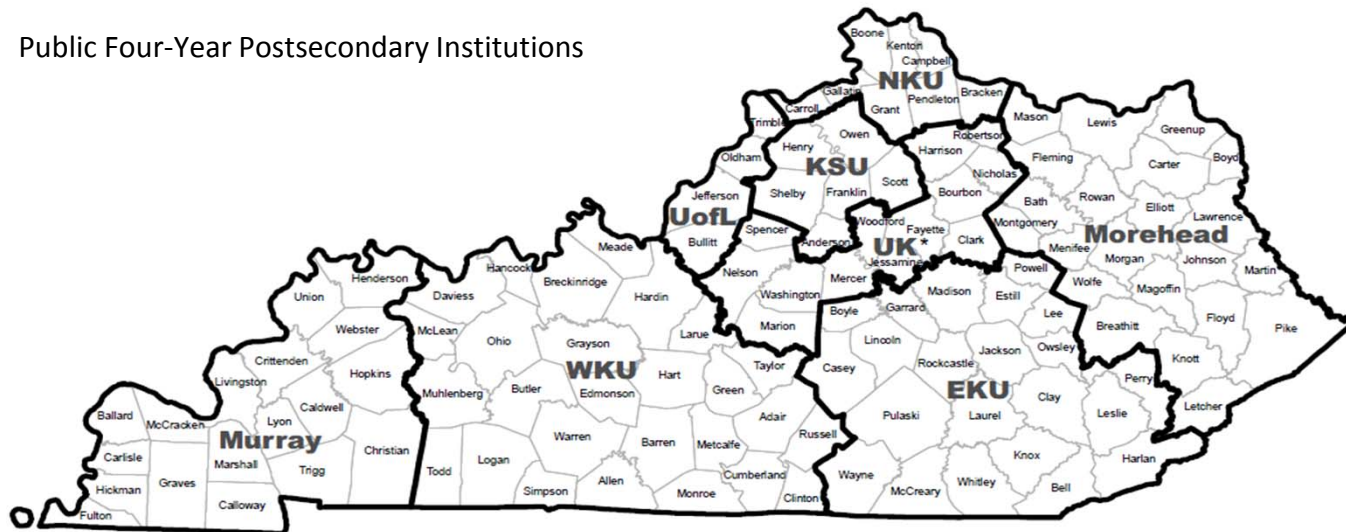 Public Four-Year Postsecondary Institutions
Boone
Kenton
Campbell
NKU
Gallatin
Carroll
Grant
Pendleton
Bracken
Trimble
Owen
Henry
Oldham
KSU
Shelby
Franklin
Scott
Jefferson
UofL
Bullitt
Spencer
Anderson
Robertson
Harrison
Nicholas
Bourbon
Woodford
Fayette
UK*
Clark
Jessamine
Mason
Lewis
Greenup
Fleming
Carter
Boyd
Rowan
Bath
Elliott
Lawrence
Montgomery
Menifee
Morehead
Morgan
Johnson
Martin
Wolfe
Magoffin
Breathitt
Floyd
Pike
Knott
Letcher
Nelson
Washington
Mercer
Marion
Meade
Hancock
Breckinridge
Daviess
Hardin
McLean
Ohio
Grayson
Larue
WKU
Hart
Taylor
Muhlenberg
Butler
Edmonson
Green
Adair
Warren
Barren
Metcalfe
Russell
Todd
Logan
Simpson
Allen
Monroe
Cumberland
Clinton
Henderson
Union
Webster
Crittenden
Hopkins
Livingston
Caldwell
Lyon
Ballard
McCracken
Murray
Christian
Carlisle
Marshall
Trigg
Graves
Hickman
Calloway
Fulton
Powell
Madison
Estill
Boyle
Garrard
Lee
Lincoln
Owsley
Jackson
Rockcastle
Casey
Perry
EKU
Clay
Leslie
Pulaski
Laurel
Knox
Harlan
Wayne
Whitley
McCreary
Bell